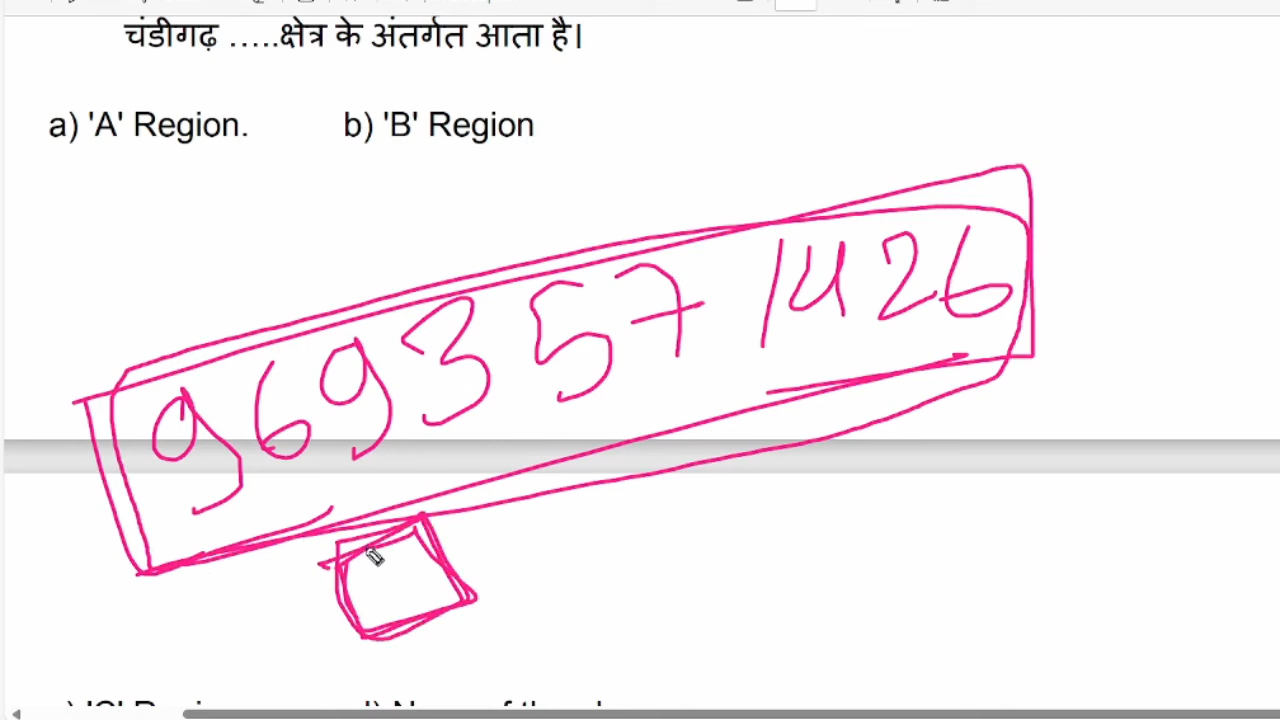 चंडीगढ़ .....क्षेत्र के अंतर्गत आता है।
a) 'A' Region. b) 'B' Region
9693571426